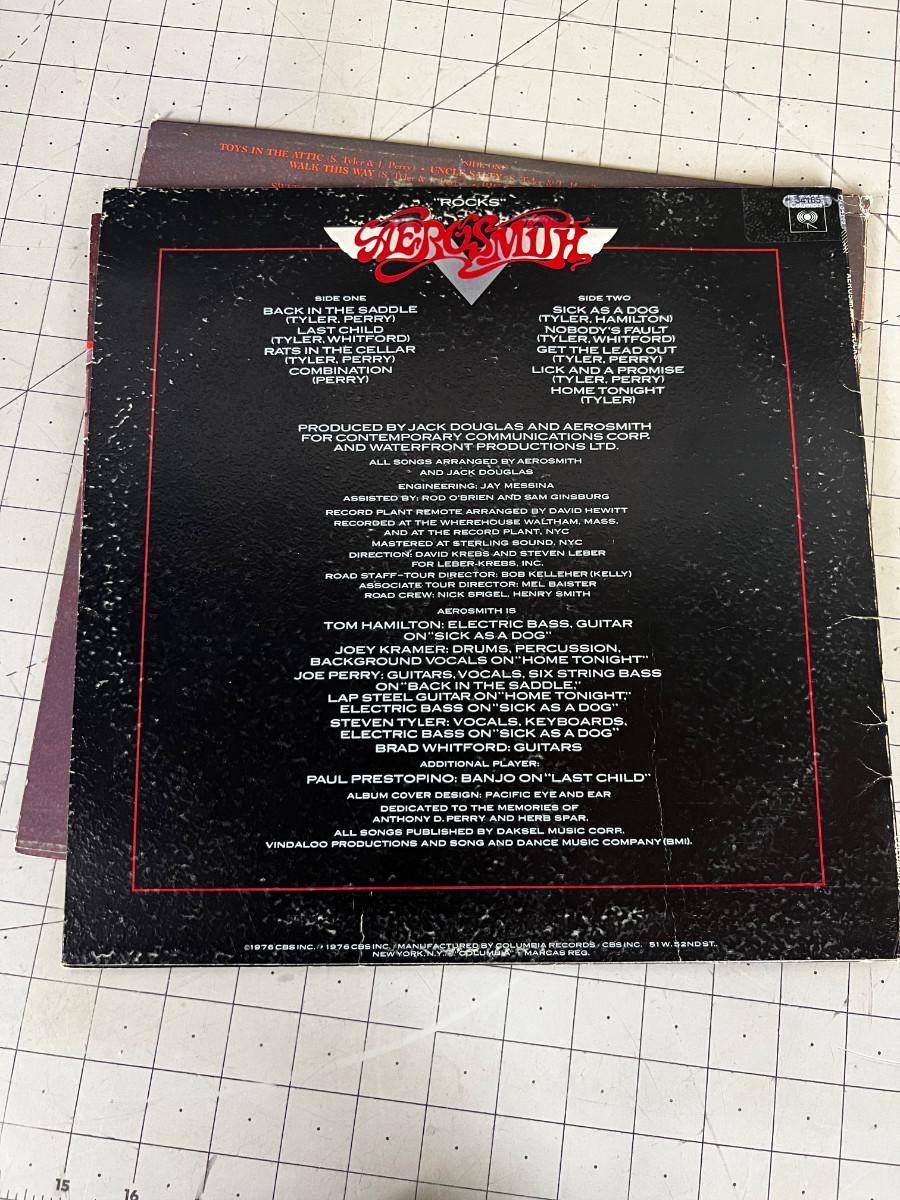 TOYS IN THE ATTIC (S. Tyler & J. Perry) • UNCLE SALTY
SIDE ONE
WALK THIS WAY (S. Tyler &
"ROCKS"
AEROSMITH
Columbia
SIDE ONE
BACK IN THE SADDLE
(TYLER, PERRY)
LAST CHILD
(TYLER, WHITFORD)
RATS IN THE CELLAR
(TYLER, PERRY)
COMBINATION
(PERRY)
SIDE TWO
SICK AS A DOG
(TYLER, HAMILTON)
NOBODY'S FAULT
(TYLER, WHITFORD)
GET THE LEAD OUT
(TYLER, PERRY)
LICK AND A PROMISE
(TYLER, PERRY)
HOME TONIGHT
(TYLER)
PRODUCED BY JACK DOUGLAS AND AEROSMITH
FOR CONTEMPORARY COMMUNICATIONS CORP.
AND WATERFRONT PRODUCTIONS LTD.
ALL SONGS ARRANGED BY AEROSMITH
AND JACK DOUGLAS
ENGINEERING: JAY MESSINA
ASSISTED BY: ROD O'BRIEN AND SAM GINSBURG
RECORD PLANT REMOTE ARRANGED BY DAVID HEWITT
RECORDED AT THE WHEREHOUSE WALTHAM, MASS.
AND AT THE RECORD PLANT, NYC
MASTERED AT STERLING SOUND, NYC
DIRECTION: DAVID KREBS AND STEVEN LEBER
FOR LEBER-KREBS, INC.
ROAD STAFF-TOUR DIRECTOR: BOB KELLEHER (KELLY)
ASSOCIATE TOUR DIRECTOR: MEL BAISTER
ROAD CREW: NICK SPIGEL, HENRY SMITH
AEROSMITH IS
TOM HAMILTON: ELECTRIC BASS, GUITAR
ON "SICK AS A DOG"
JOEY KRAMER: DRUMS, PERCUSSION,
BACKGROUND VOCALS ON "HOME TONIGHT"
JOE PERRY: GUITARS, VOCALS, SIX STRING BASS
ON "BACK IN THE SADDLE,"
LAP STEEL GUITAR ON "HOME TONIGHT,"
ELECTRIC BASS ON "SICK AS A DOG"
STEVEN TYLER: VOCALS, KEYBOARDS,
ELECTRIC BASS ON "SICK AS A DOG"
BRAD WHITFORD: GUITARS
ADDITIONAL PLAYER:
PAUL PRESTOPINO: BANJO ON "LAST CHILD"
ALBUM COVER DESIGN: PACIFIC EYE AND EAR
DEDICATED TO THE MEMORIES OF
ANTHONY D. PERRY AND HERB SPAR.
ALL SONGS PUBLISHED BY DAKSEL MUSIC CORP.
VINDALOO PRODUCTIONS AND SONG AND DANCE MUSIC COMPANY (BMI).
©1976 CBS INC. / ℗ 1976 CBS INC. / MANUFACTURED BY COLUMBIA RECORDS / CBS INC. 51 W. 52ND ST.,
NEW YORK, N.Y. / "COLUMBIA" MARCAS REG.
15
16